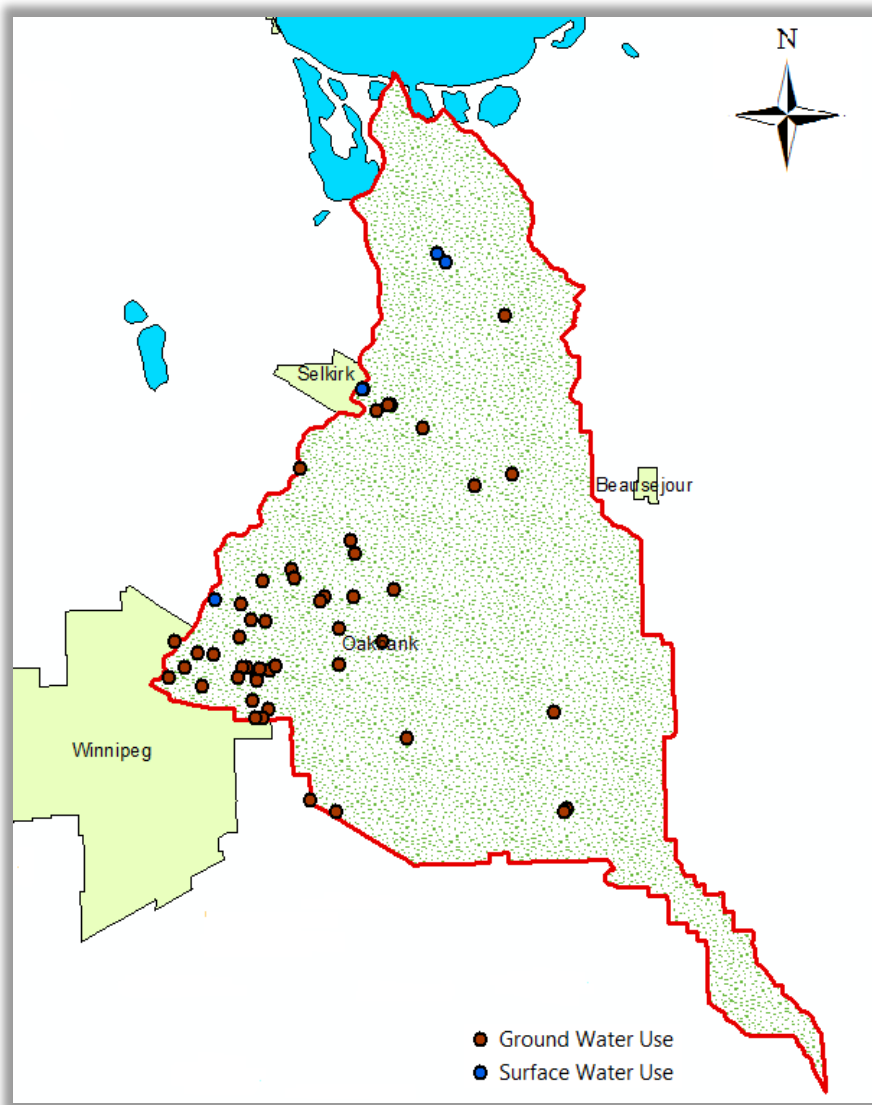 N
Selkirk
Beausejour
Oakbank
Winnipeg
Ground Water Use
Surface Water Use